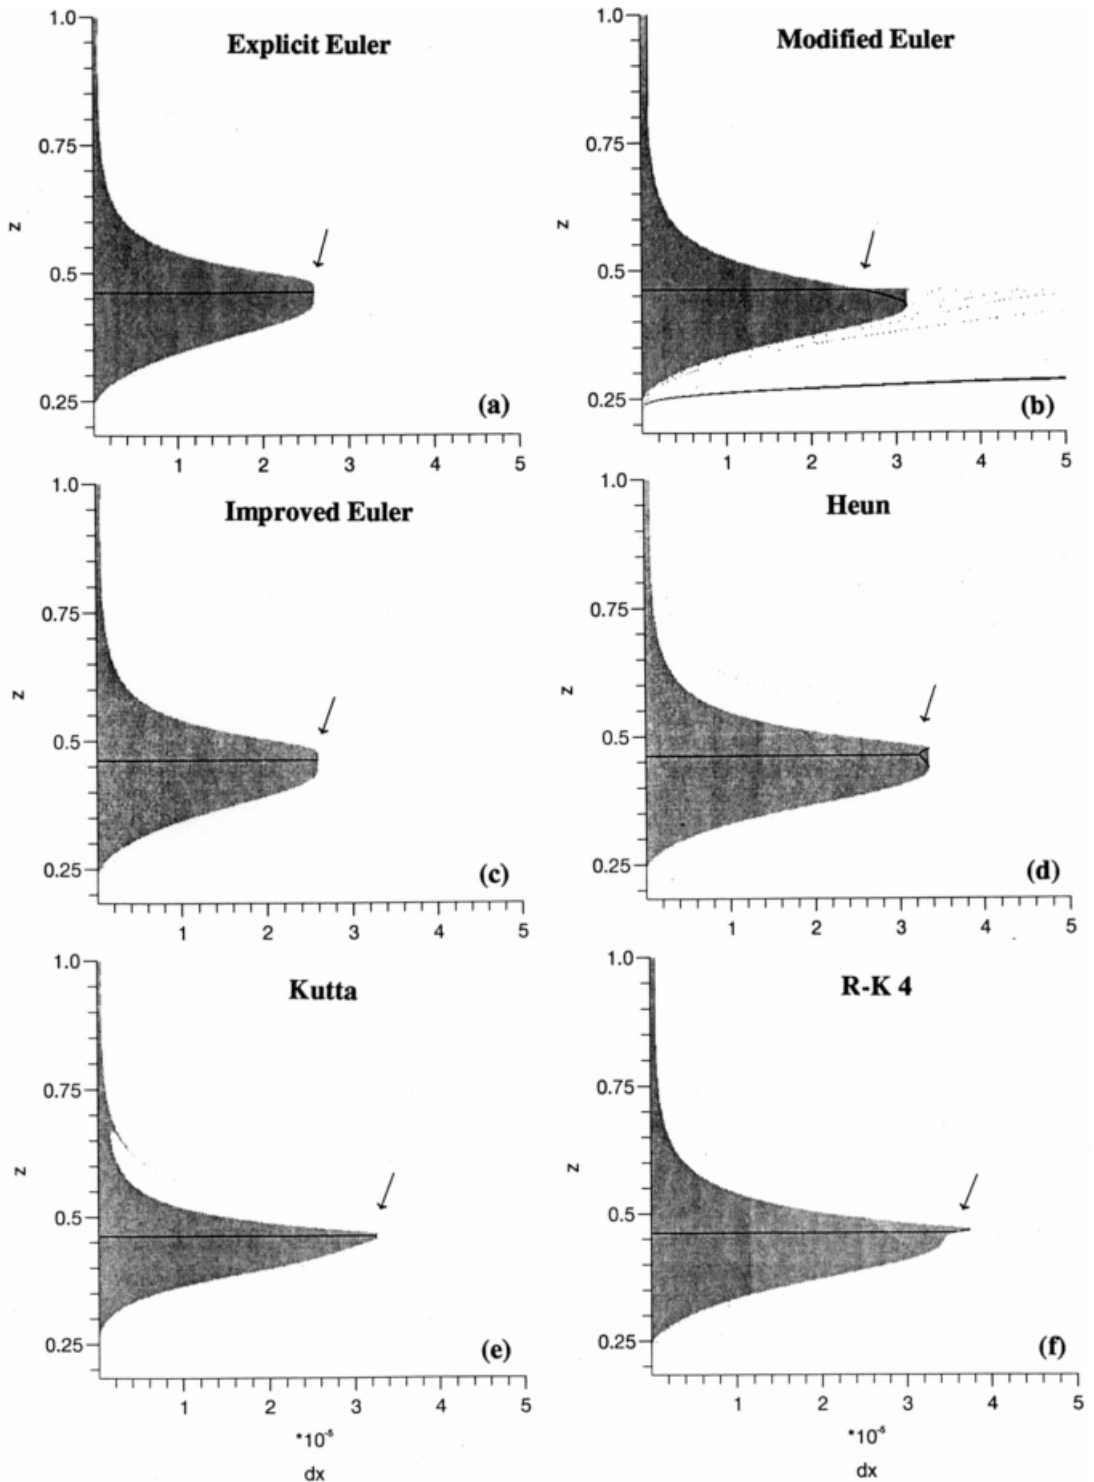 1.0
Explicit Euler
0.75
z
0.5
0.25
(a)
1 2 3 4 5
1.0
Modified Euler
0.75
z
0.5
0.25
(b)
1 2 3 4 5
1.0
Improved Euler
0.75
z
0.5
0.25
(c)
1 2 3 4 5
1.0
Heun
0.75
z
0.5
0.25
(d)
1 2 3 4 5
1.0
Kutta
0.75
z
0.5
0.25
(e)
1 2 3 4 5
*10⁻⁵
dx
1.0
R-K 4
0.75
z
0.5
0.25
(f)
1 2 3 4 5
*10⁻⁵
dx